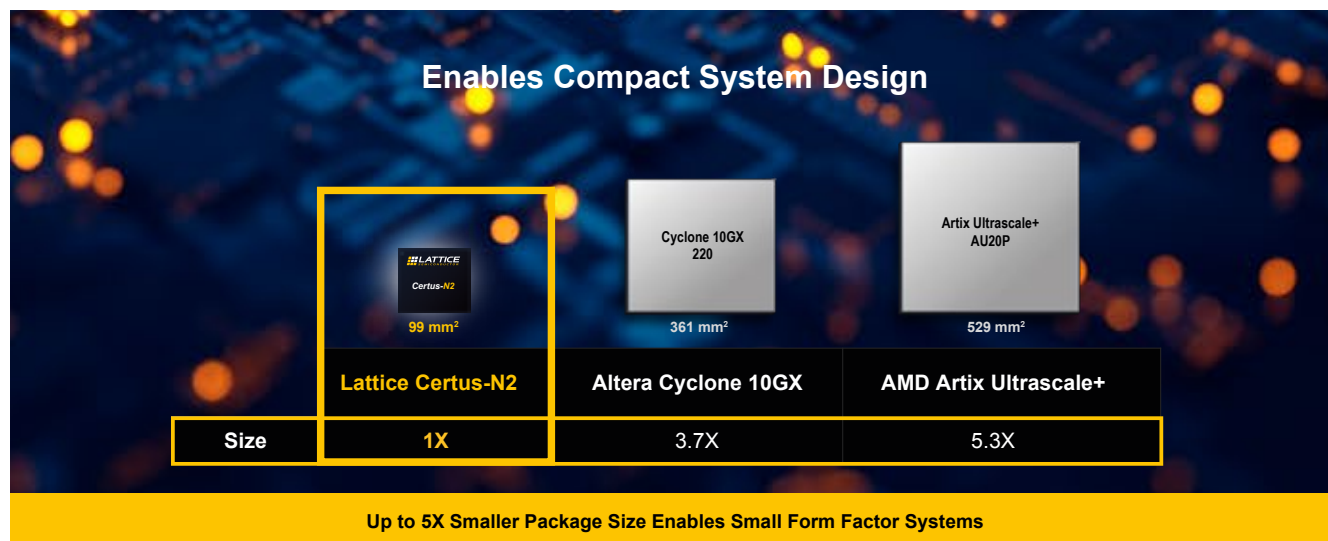 Enables Compact System Design
Artix Ultrascale+
AU20P
Cyclone 10GX
220
LATTICE
SEMICONDUCTOR
Certus-N2
99 mm²
361 mm²
529 mm²
Lattice Certus-N2
Altera Cyclone 10GX
AMD Artix Ultrascale+
Size
1X
3.7X
5.3X
Up to 5X Smaller Package Size Enables Small Form Factor Systems